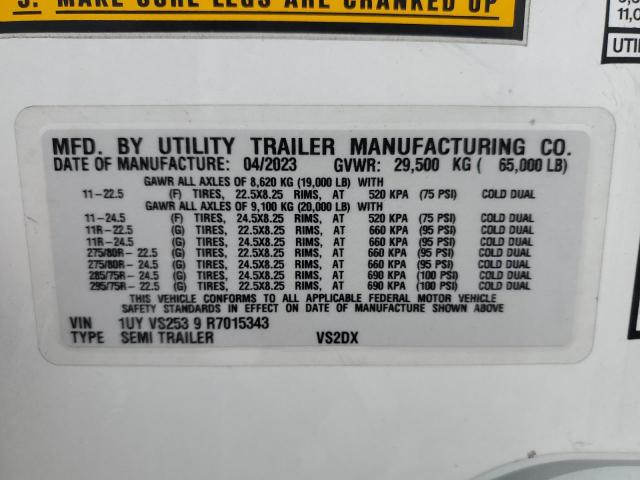 3. MAKE SURE LEGS ARE CRANKED UP
11,0
UTIL
MFD. BY UTILITY TRAILER MANUFACTURING CO.
DATE OF MANUFACTURE: 04/2023 GVWR: 29,500 KG ( 65,000 LB)
GAWR ALL AXLES OF 8,620 KG (19,000 LB) WITH
11-22.5 (F) TIRES, 22.5X8.25 RIMS, AT 520 KPA (75 PSI) COLD DUAL
GAWR ALL AXLES OF 9,100 KG (20,000 LB) WITH
11-24.5 (F) TIRES, 24.5X8.25 RIMS, AT 520 KPA (75 PSI) COLD DUAL
11R-22.5 (G) TIRES, 22.5X8.25 RIMS, AT 660 KPA (95 PSI) COLD DUAL
11R-24.5 (G) TIRES, 24.5X8.25 RIMS, AT 660 KPA (95 PSI) COLD DUAL
275/80R-22.5 (G) TIRES, 22.5X8.25 RIMS, AT 660 KPA (95 PSI) COLD DUAL
275/80R-24.5 (G) TIRES, 24.5X8.25 RIMS, AT 660 KPA (95 PSI) COLD DUAL
285/75R-24.5 (G) TIRES, 24.5X8.25 RIMS, AT 690 KPA (100 PSI) COLD DUAL
295/75R-22.5 (G) TIRES, 22.5X8.25 RIMS, AT 690 KPA (100 PSI) COLD DUAL
THIS VEHICLE CONFORMS TO ALL APPLICABLE FEDERAL MOTOR VEHICLE
SAFETY STANDARDS IN EFFECT ON DATE OF MANUFACTURE SHOWN ABOVE
VIN 1UY VS253 9 R7015343
TYPE SEMI TRAILER VS2DX